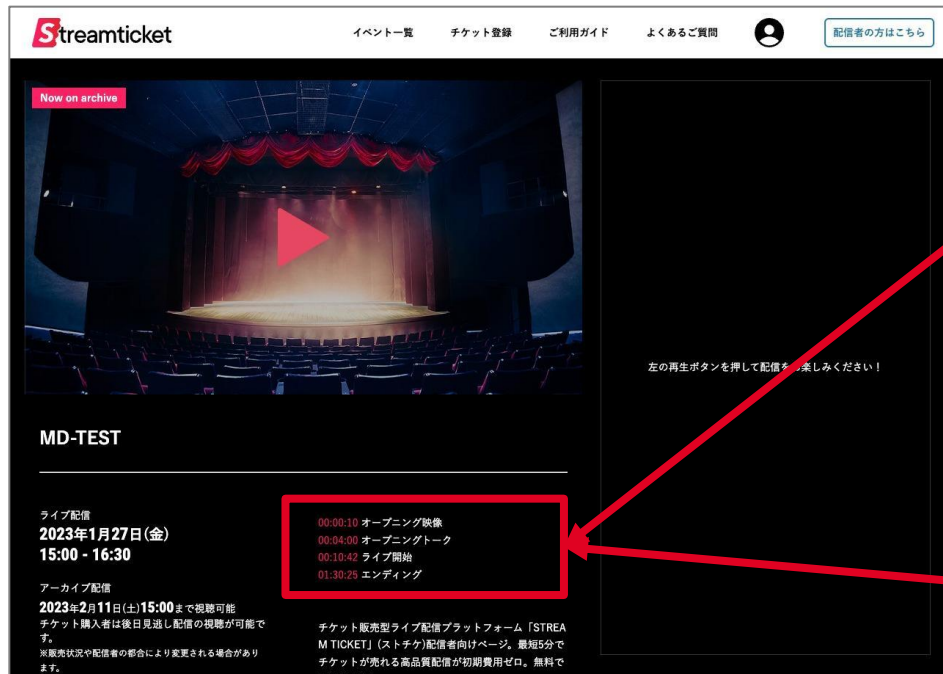 Streamticket
イベント一覧
チケット登録
ご利用ガイド
よくあるご質問
配信者の方はこちら
Now on archive
左の再生ボタンを押して配信を 楽しみください！
MD-TEST
ライブ配信
2023年1月27日(金)
15:00 - 16:30
アーカイブ配信
2023年2月11日(土)15:00まで視聴可能
チケット購入者は後日見逃し配信の視聴が可能で
す。
※販売状況や配信者の都合により変更される場合があり
ます。
00:00:10 オープニング映像
00:04:00 オープニングトーク
00:10:42 ライブ開始
01:30:25 エンディング
チケット販売型ライブ配信プラットフォーム「STREA
M TICKET」(ストチケ)配信者向けページ。最短5分で
チケットが売れる高品質配信が初期費用ゼロ。無料で